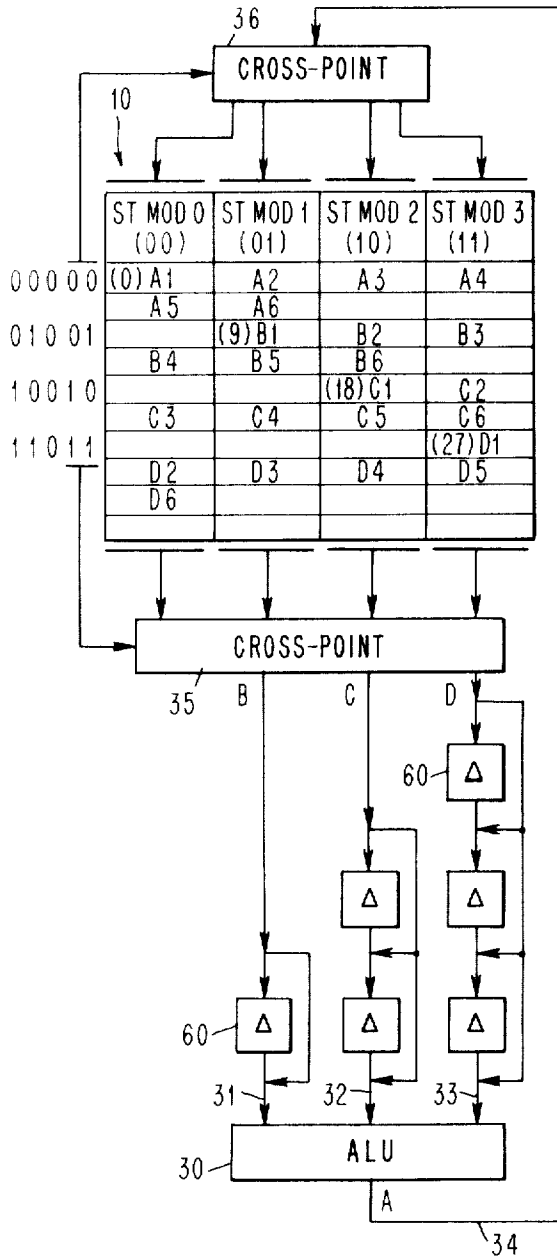 36
CROSS-POINT
10
ST MOD 0 ST MOD 1 ST MOD 2 ST MOD 3
(00) (01) (10) (11)
00000 (0) A1 A2 A3 A4
A5 A6
01001 (9) B1 B2 B3
B4 B5 B6
10010 (18) C1 C2
C3 C4 C5 C6
11011 (27) D1
D2 D3 D4 D5
D6
CROSS-POINT
35 B C D
60 Δ
Δ Δ
60 Δ Δ Δ
31 32 33
ALU
30
A
34